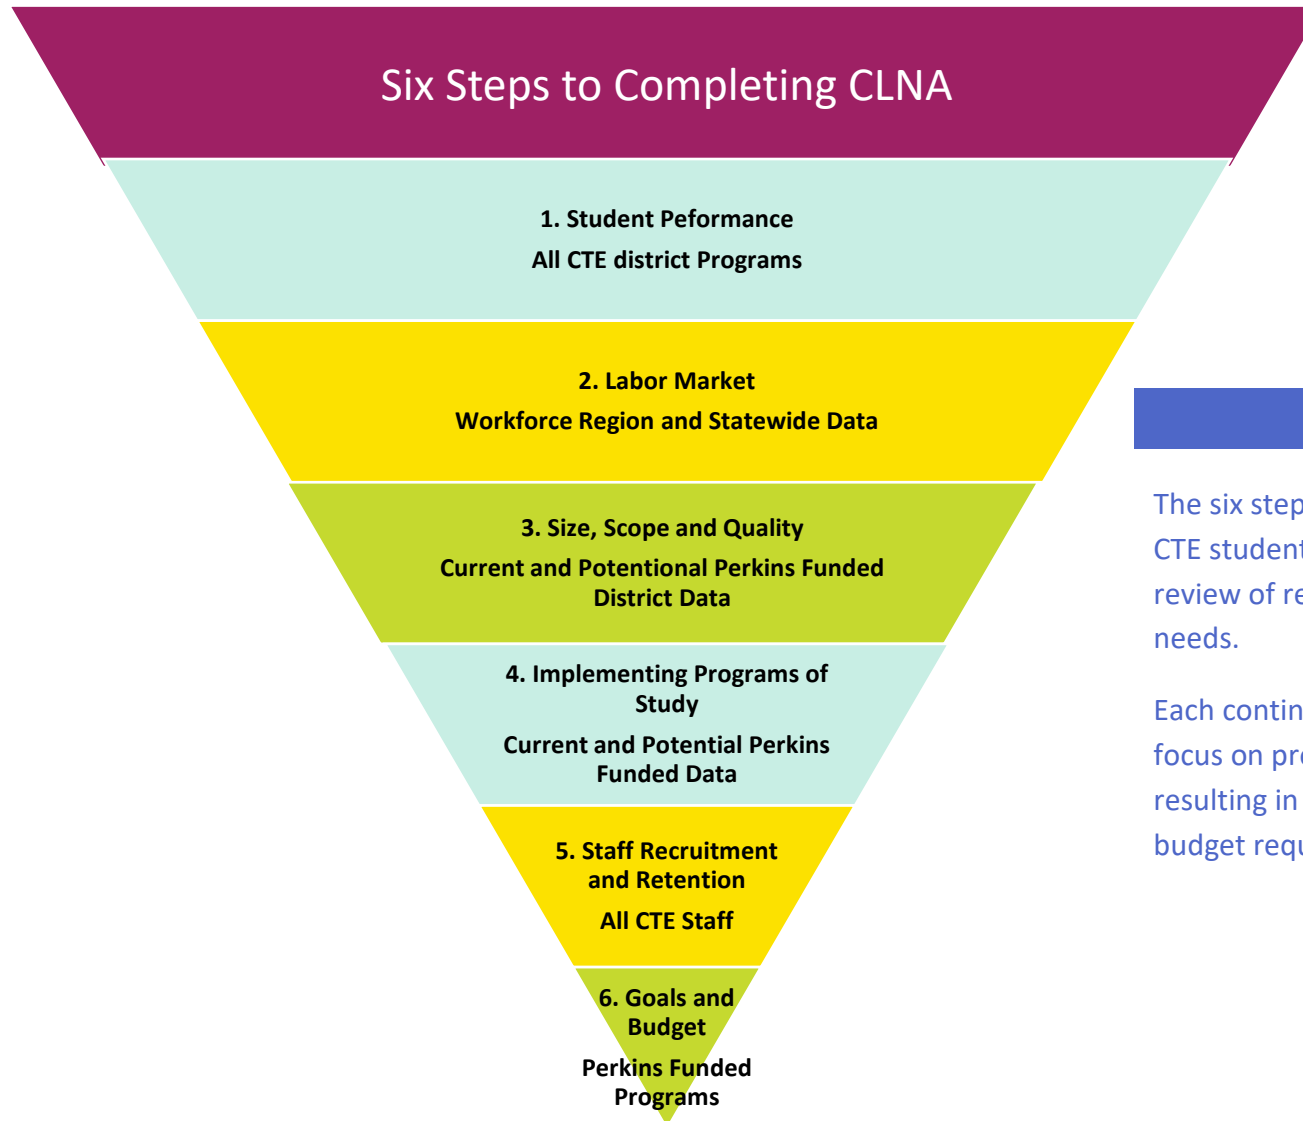 Six Steps to Completing CLNA
1. Student Peformance
All CTE district Programs
2. Labor Market
Workforce Region and Statewide Data
3. Size, Scope and Quality
Current and Potentional Perkins Funded
District Data
4. Implementing Programs of
Study
Current and Potential Perkins
Funded Data
5. Staff Recruitment
and Retention
All CTE Staff
6. Goals and
Budget
Perkins Funded
Programs
The six step
CTE student
review of re
needs.
Each contin
focus on pr
resulting in
budget requ